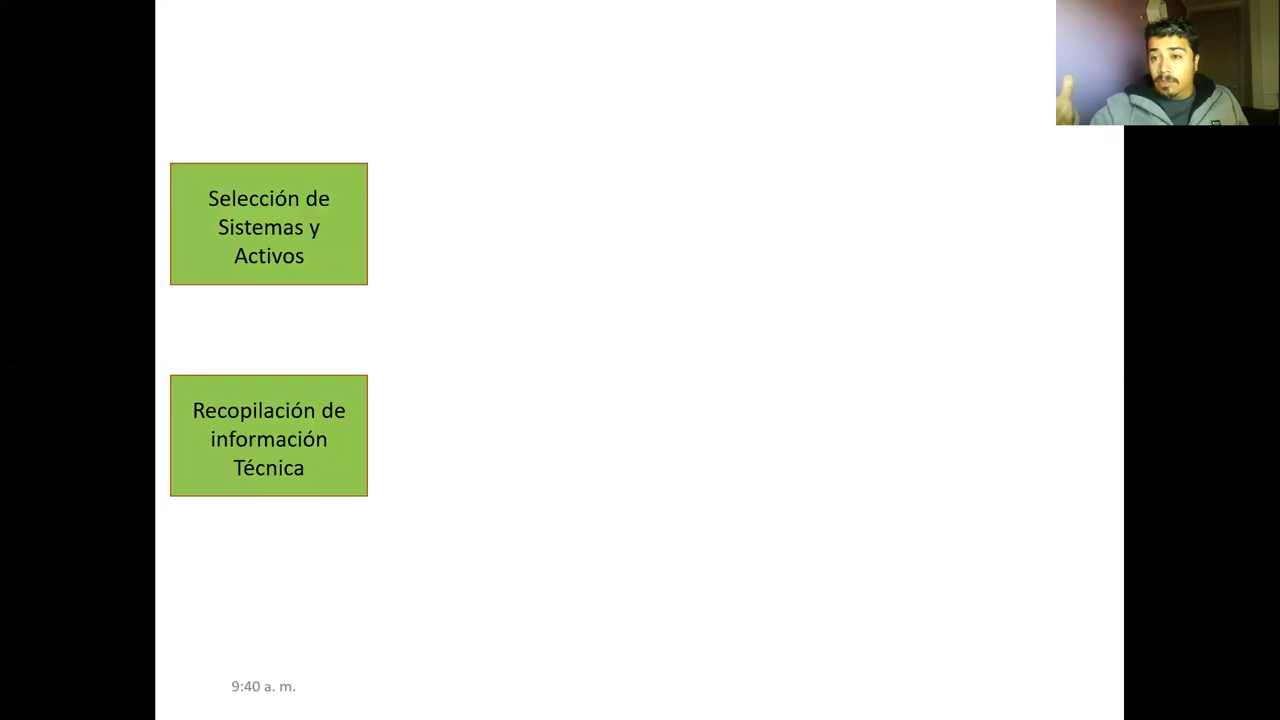 Selección de
Sistemas y
Activos
Recopilación de
información
Técnica
9:40 a. m.